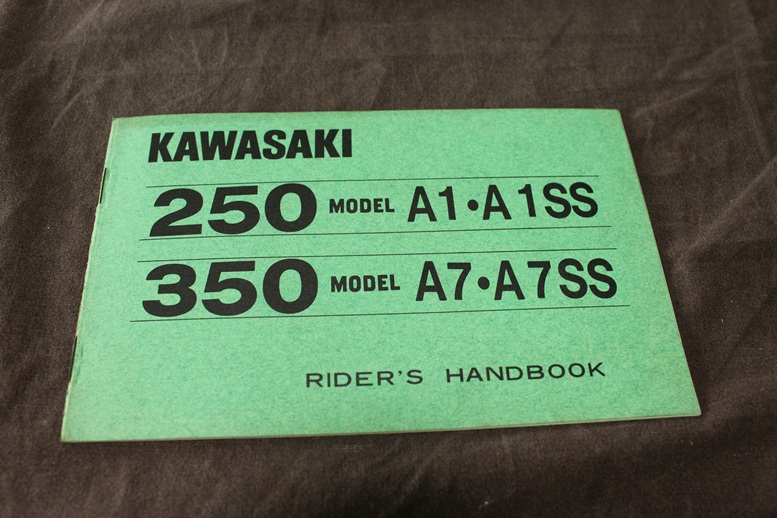 KAWASAKI
250 MODEL A1•A1SS
350 MODEL A7•A7SS
RIDER'S HANDBOOK